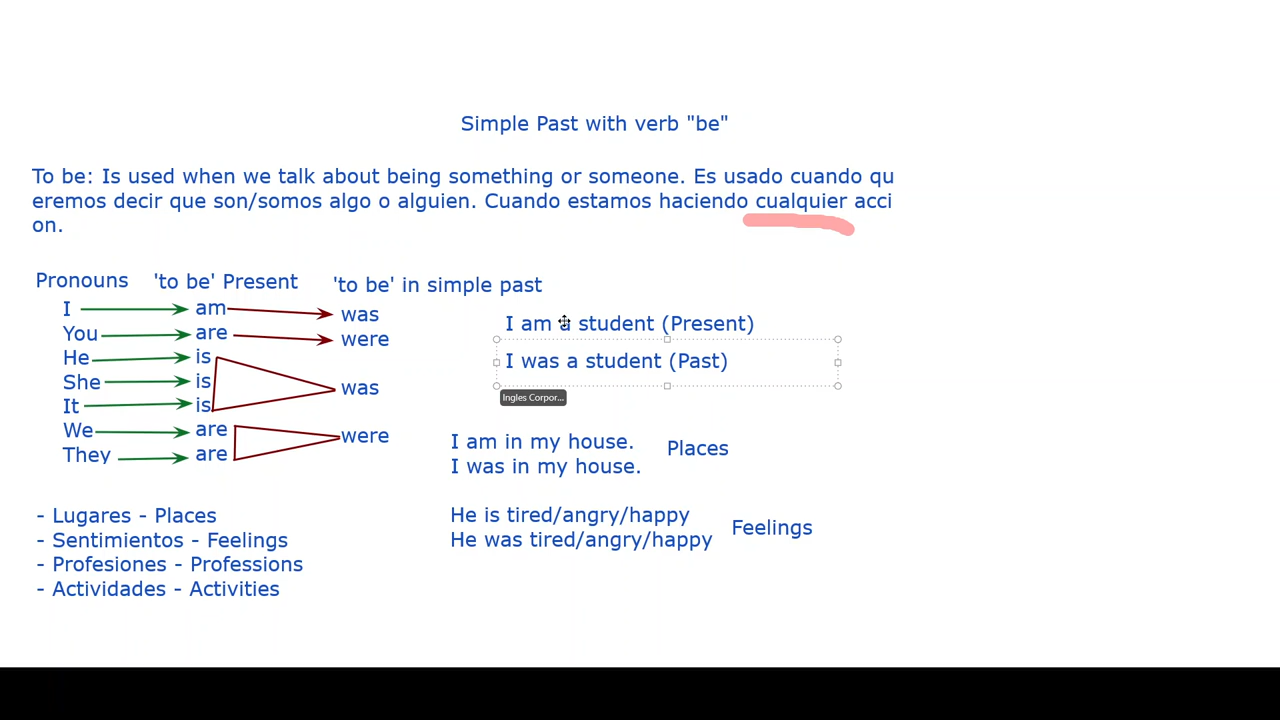 Simple Past with verb "be"
To be: Is used when we talk about being something or someone. Es usado cuando qu
eremos decir que son/somos algo o alguien. Cuando estamos haciendo cualquier acci
on.
Pronouns 'to be' Present 'to be' in simple past
I am was
You are were
He is
She is was
It is
We are were
They are
I am a student (Present)
I was a student (Past)
Ingles Corpor...
I am in my house. Places
I was in my house.
He is tired/angry/happy Feelings
He was tired/angry/happy
- Lugares - Places
- Sentimientos - Feelings
- Profesiones - Professions
- Actividades - Activities